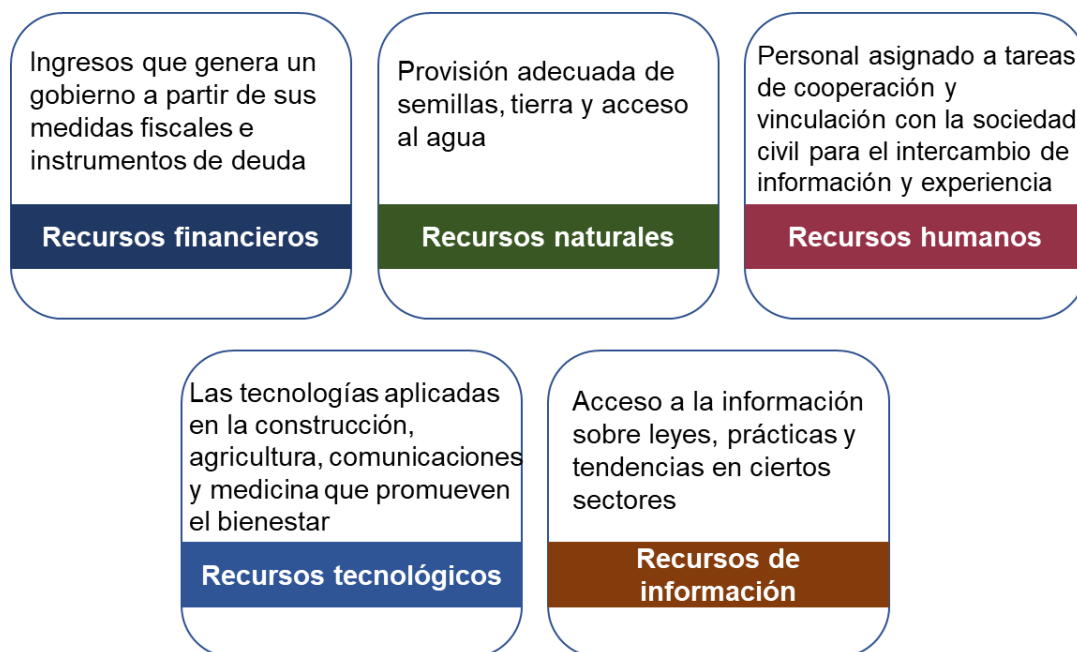 Ingresos que genera un
gobierno a partir de sus
medidas fiscales e
instrumentos de deuda
Recursos financieros
Provisión adecuada de
semillas, tierra y acceso
al agua
Recursos naturales
Personal asignado a tareas
de cooperación y
vinculación con la sociedad
civil para el intercambio de
información y experiencia
Recursos humanos
Las tecnologías aplicadas
en la construcción,
agricultura, comunicaciones
y medicina que promueven
el bienestar
Recursos tecnológicos
Acceso a la información
sobre leyes, prácticas y
tendencias en ciertos
sectores
Recursos de
información